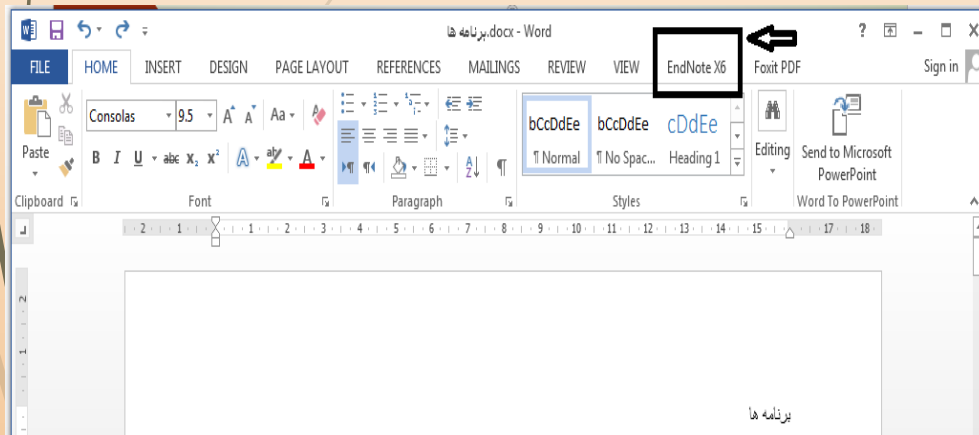 برنامه ها.docx - Word
FILE HOME INSERT DESIGN PAGE LAYOUT REFERENCES MAILINGS REVIEW VIEW EndNote X6 Foxit PDF Sign in
Consolas 9.5 A A Aa
bCcDdEe bCcDdEe cDdEe
Paste B I U abc X₂ X² A ab A
¶ Normal ¶ No Spac... Heading 1
Editing
Send to Microsoft
PowerPoint
Clipboard Font Paragraph Styles Word To PowerPoint
2 1 1 2 3 4 5 6 7 8 9 10 11 12 13 14 15 17 18
2
1
برنامه ها